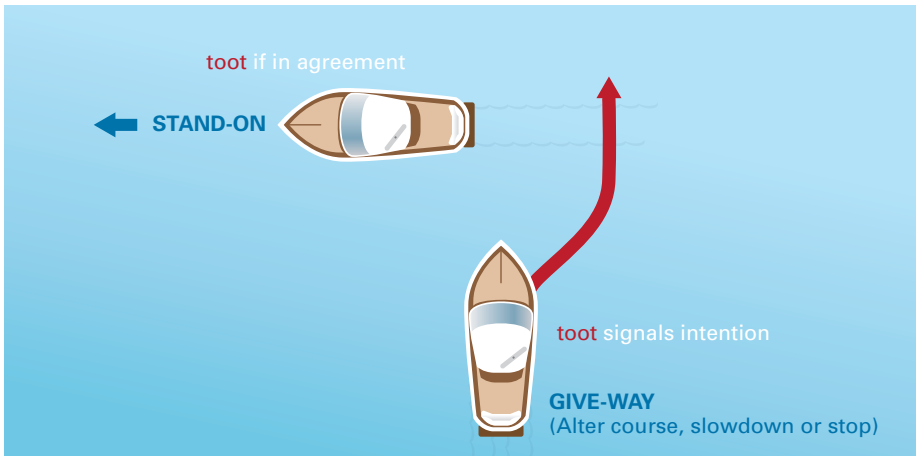 toot if in agreement
STAND-ON
toot signals intention
GIVE-WAY
(Alter course, slowdown or stop)